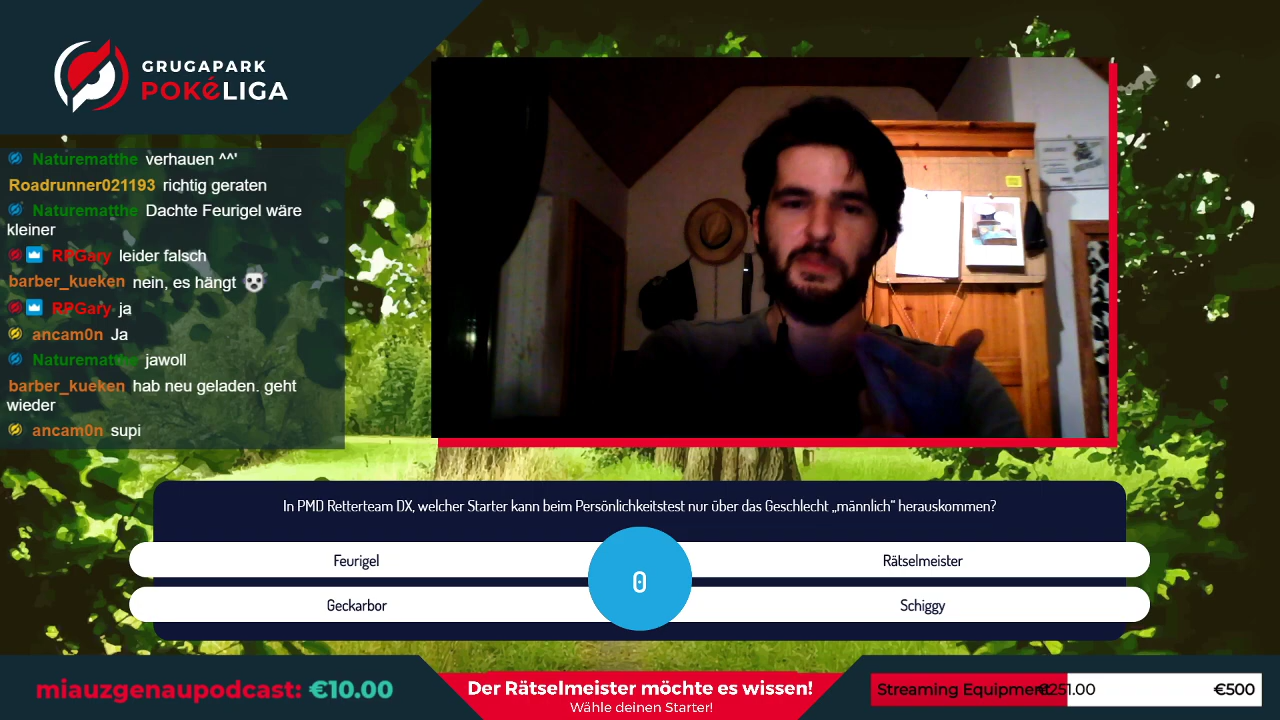 GRUGAPARK
POKéLIGA
Naturematthe verhauen ^^'
Roadrunner021193 richtig geraten
Naturematthe Dachte Feurigel wäre
kleiner
RPGary leider falsch
barber_kueken nein, es hängt
RPGary ja
ancam0n Ja
Naturematthe jawoll
barber_kueken hab neu geladen. geht
wieder
ancam0n supi
In PMD Retterteam DX, welcher Starter kann beim Persönlichkeitstest nur über das Geschlecht „männlich“ herauskommen?
Feurigel
Rätselmeister
0
Geckarbor
Schiggy
miauzgenaupodcast: €10.00
Der Rätselmeister möchte es wissen!
Wähle deinen Starter!
Streaming Equipment €251.00 €500